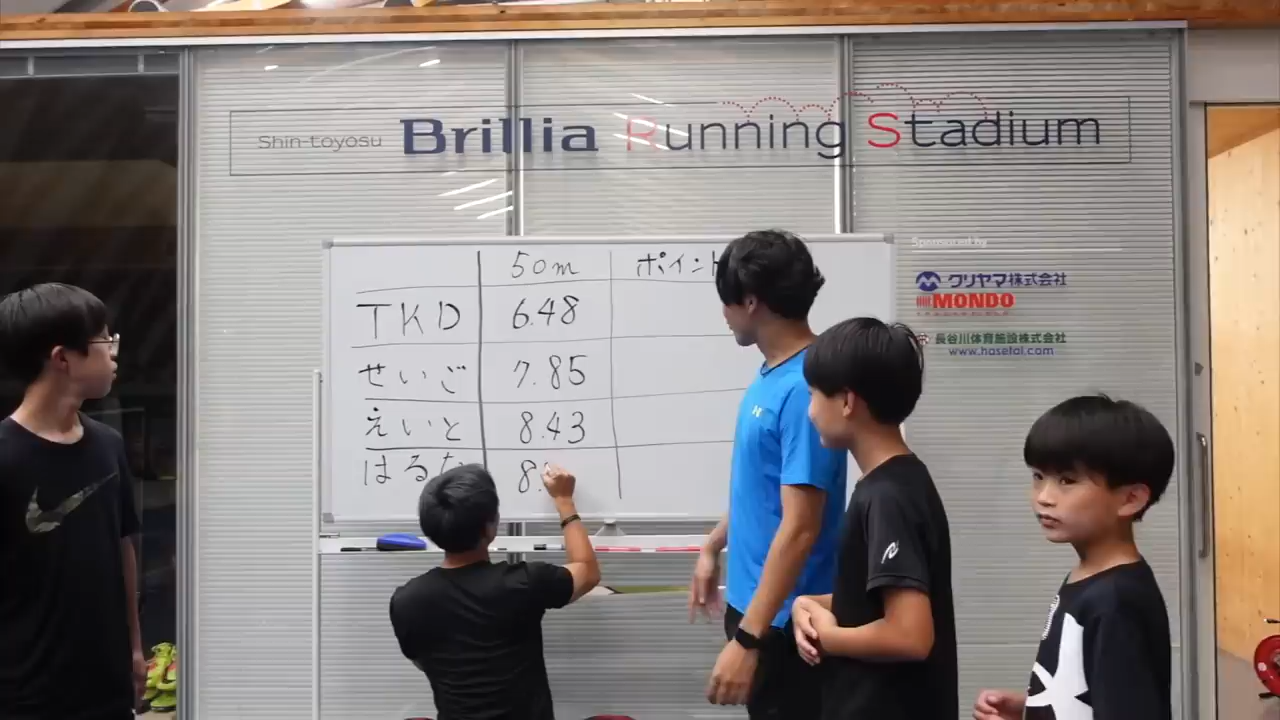 Shin-toyosu Brillia Running Stadium
50m ポイント
TKD 6.48
せいご 7.85
えいと 8.43
はるな 8.
Sponsored by
クリヤマ株式会社
MONDO
長谷川体育施設株式会社
www.hasetai.com